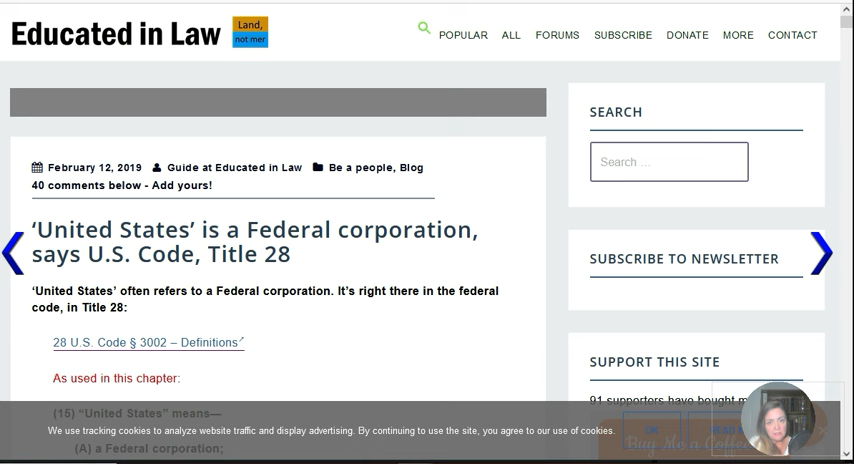 Educated in Law
Land,
not mer
POPULAR ALL FORUMS SUBSCRIBE DONATE MORE CONTACT
February 12, 2019 Guide at Educated in Law Be a people, Blog
40 comments below - Add yours!
‘United States’ is a Federal corporation,
says U.S. Code, Title 28
‘United States’ often refers to a Federal corporation. It’s right there in the federal
code, in Title 28:
28 U.S. Code § 3002 – Definitions
As used in this chapter:
(15) “United States” means—
(A) a Federal corporation;
SEARCH
Search ...
SUBSCRIBE TO NEWSLETTER
SUPPORT THIS SITE
91 supporters have bought
We use tracking cookies to analyze website traffic and display advertising. By continuing to use the site, you agree to our use of cookies.
OK
READ
Buy Me a Coffee